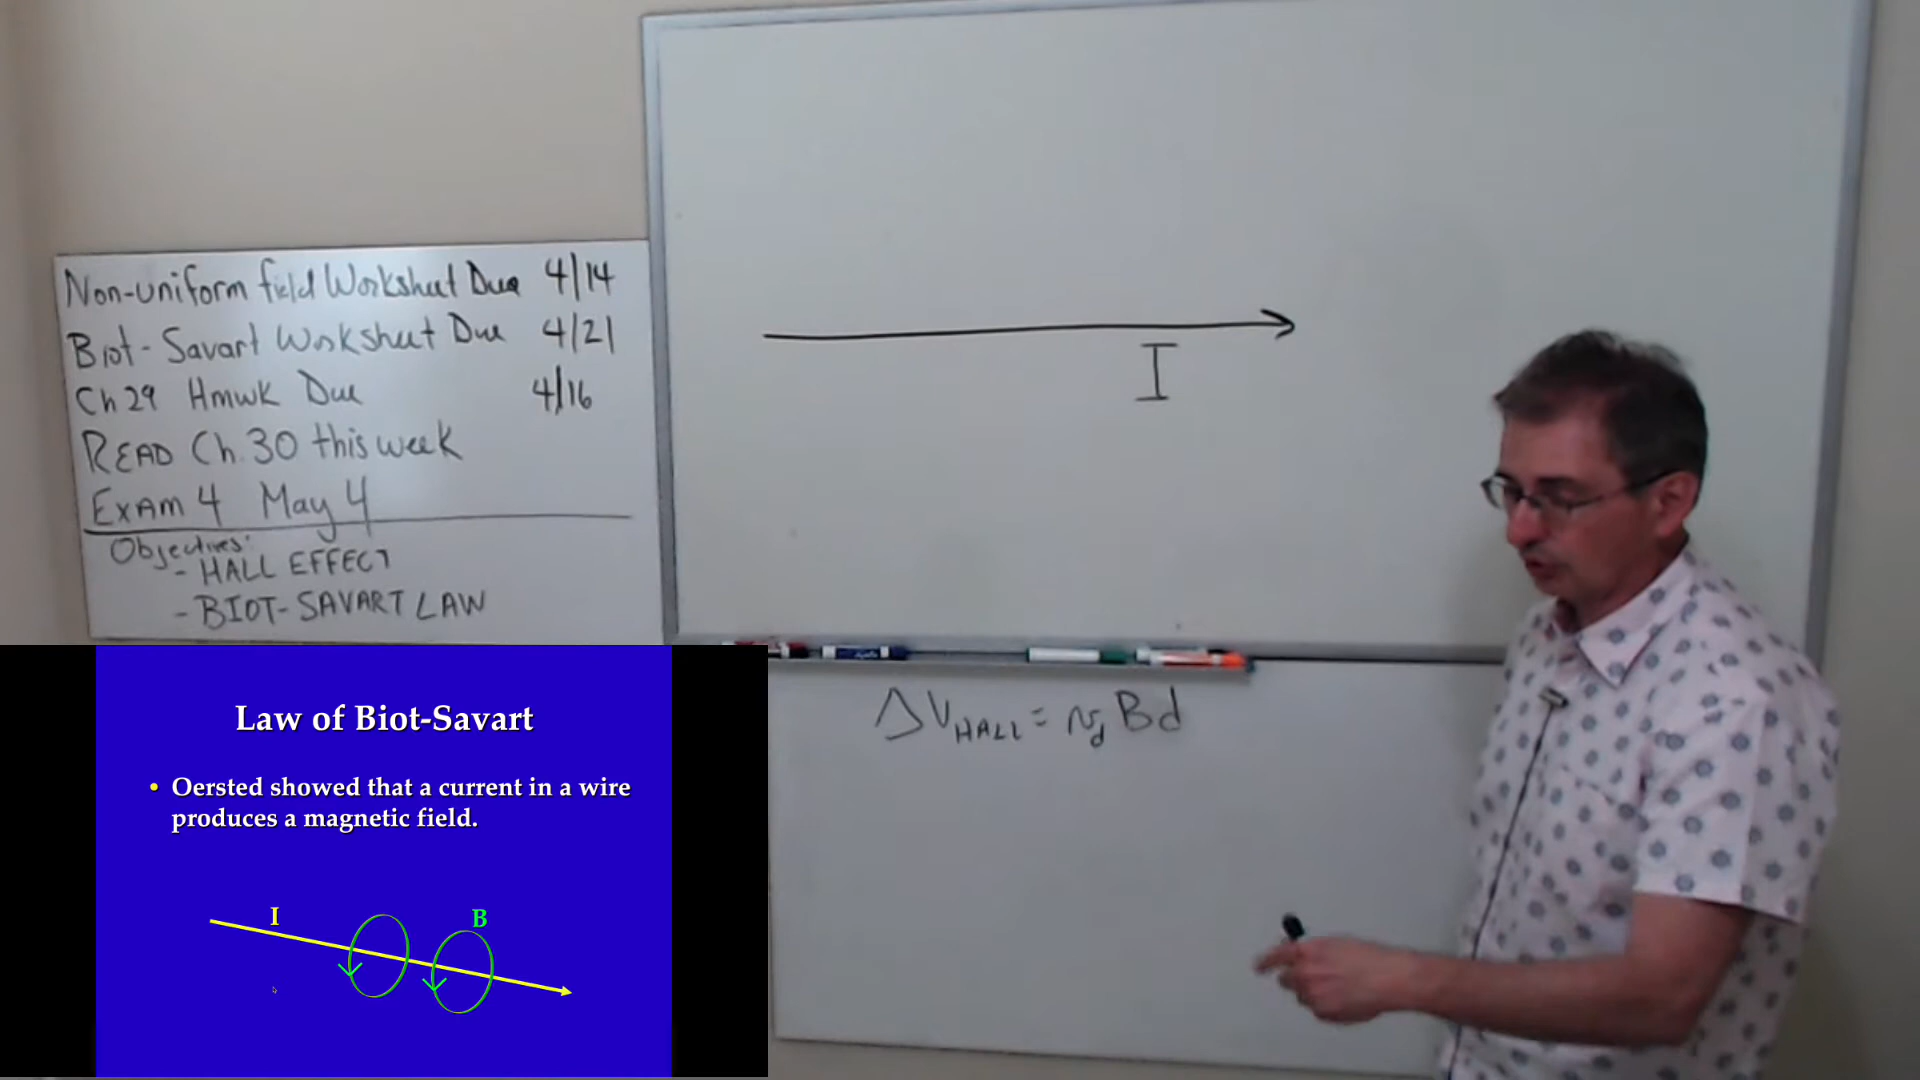 Non-uniform field Worksheet Due 4/14
Biot-Savart Worksheet Due 4/21
Ch 29 Hmwk Due 4/16
READ Ch. 30 this week
EXAM 4 May 4
Objectives:
- HALL EFFECT
- BIOT-SAVART LAW
I
ΔV_HALL = v_d Bd
Law of Biot-Savart
• Oersted showed that a current in a wire
produces a magnetic field.
I
B